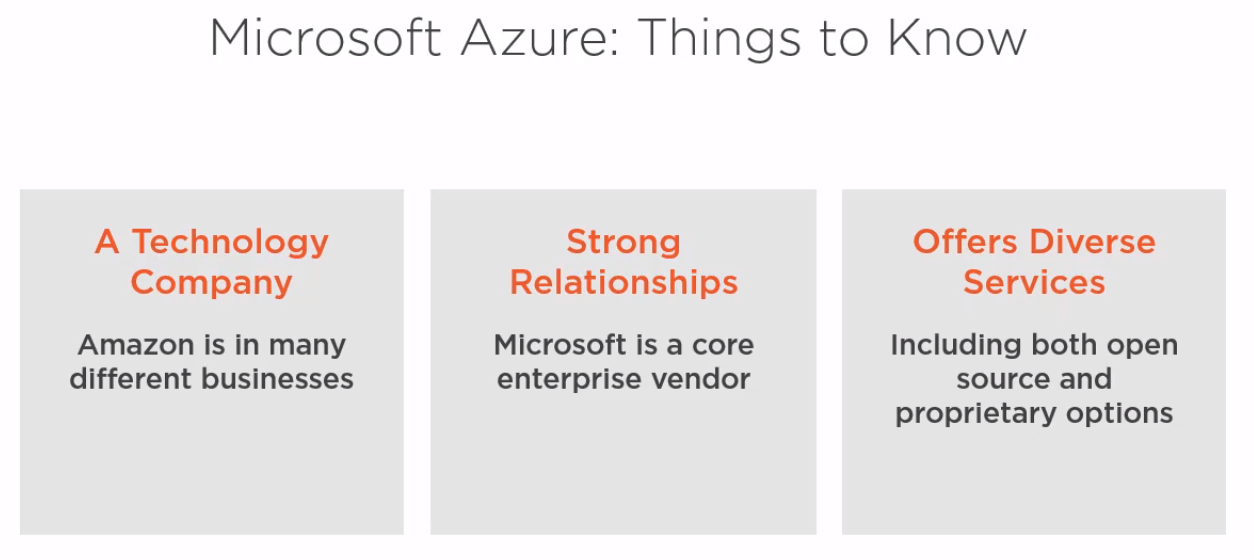 Microsoft Azure: Things to Know
A Technology
Company
Amazon is in many
different businesses
Strong
Relationships
Microsoft is a core
enterprise vendor
Offers Diverse
Services
Including both open
source and
proprietary options